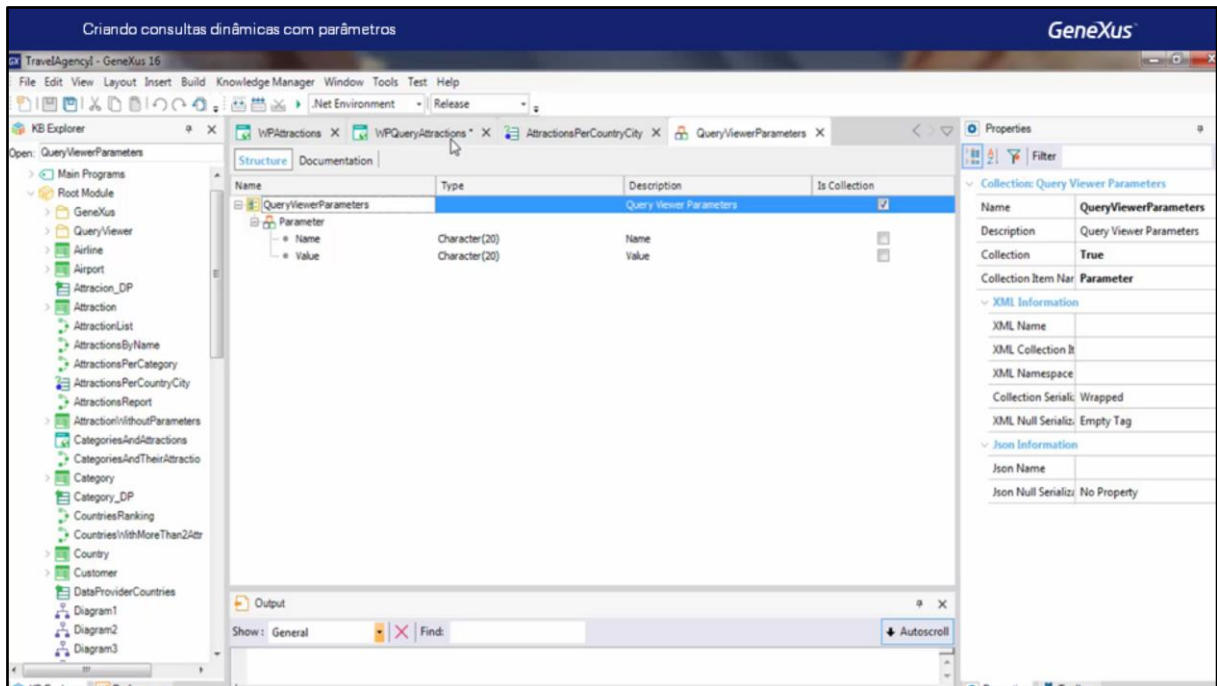 Criando consultas dinâmicas com parâmetros
GeneXus
TravelAgencyI - GeneXus 16
File Edit View Layout Insert Build Knowledge Manager Window Tools Test Help
.Net Environment Release
KB Explorer
Open: QueryViewerParameters
Main Programs
Root Module
GeneXus
QueryViewer
Airline
Airport
Attracion_DP
Attraction
AttractionList
AttractionsByName
AttractionsPerCategory
AttractionsPerCountryCity
AttractionsReport
AttractionWithoutParameters
CategoriesAndAttractions
CategoriesAndTheirAttractio
Category
Category_DP
CountriesRanking
CountriesWithMoreThan2Attr
Country
Customer
DataProviderCountries
Diagram1
Diagram2
Diagram3
WPAttractions X WPQueryAttractions * X AttractionsPerCountryCity X QueryViewerParameters X
Structure Documentation
Name Type Description Is Collection
QueryViewerParameters Query Viewer Parameters
Parameter
Name Character(20) Name
Value Character(20) Value
Output
Show: General Find: Autoscroll
Properties
Filter
Collection: Query Viewer Parameters
Name QueryViewerParameters
Description Query Viewer Parameters
Collection True
Collection Item Nar Parameter
XML Information
XML Name
XML Collection It
XML Namespace
Collection Serializ Wrapped
XML Null Serializ Empty Tag
Json Information
Json Name
Json Null Serializ No Property